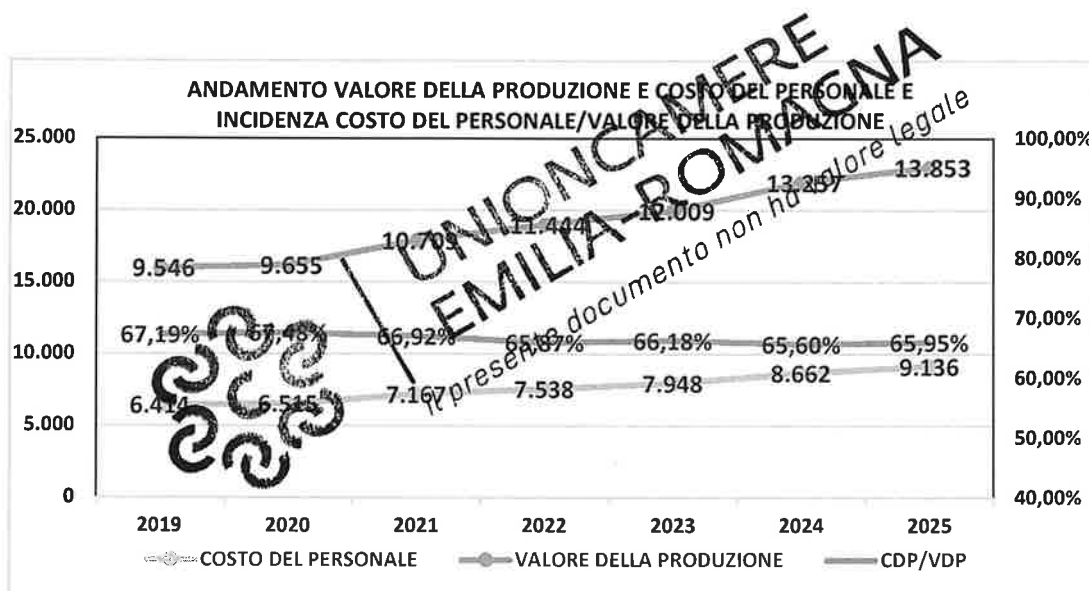 ANDAMENTO VALORE DELLA PRODUZIONE E COSTO DEL PERSONALE E
INCIDENZA COSTO DEL PERSONALE/VALORE DELLA PRODUZIONE
UNIONCAMERE
EMILIA-ROMAGNA
il presente documento non ha valore legale
25.000
20.000
15.000
10.000
5.000
0
100,00%
90,00%
80,00%
70,00%
60,00%
50,00%
40,00%
9.546 9.655 10.709 11.444 12.009 13.257 13.853
67,19% 67,48% 66,92% 65,87% 66,18% 65,60% 65,95%
6.414 6.515 7.167 7.538 7.948 8.662 9.136
2019 2020 2021 2022 2023 2024 2025
COSTO DEL PERSONALE VALORE DELLA PRODUZIONE CDP/VDP